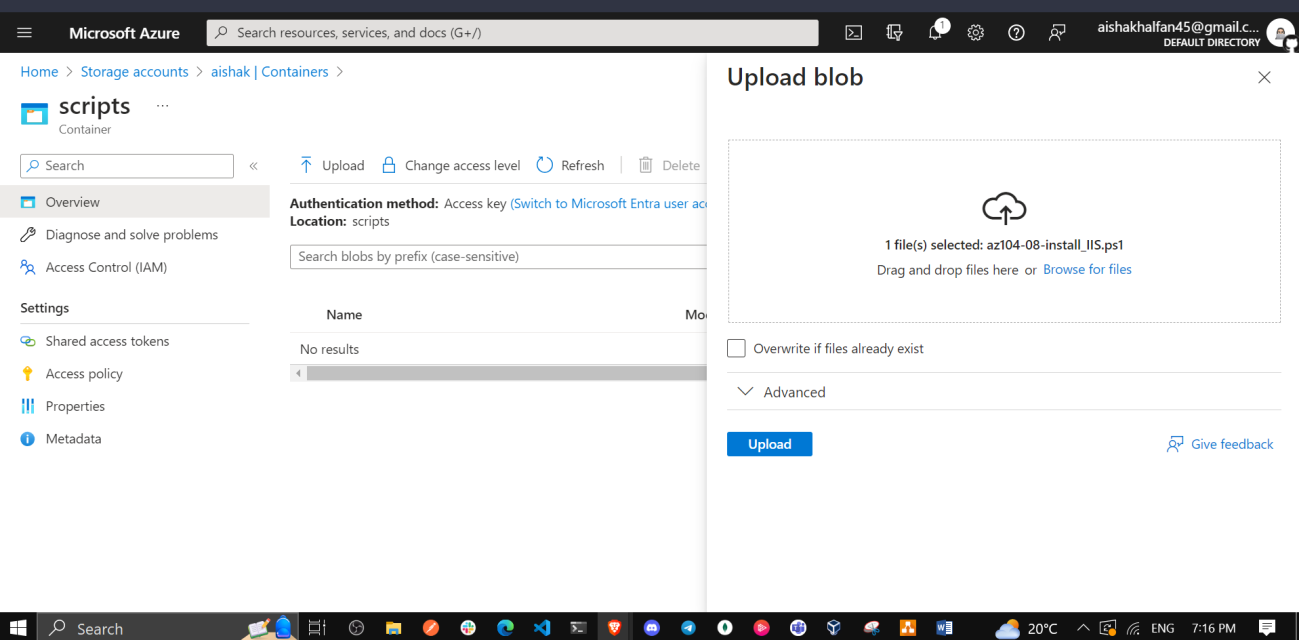 Microsoft Azure
Search resources, services, and docs (G+/)
1
aishakhalfan45@gmail.c...
DEFAULT DIRECTORY
Home > Storage accounts > aishak | Containers >
scripts ...
Container
Search
«
Overview
Diagnose and solve problems
Access Control (IAM)
Settings
Shared access tokens
Access policy
Properties
Metadata
Upload
Change access level
Refresh
Delete
Authentication method: Access key (Switch to Microsoft Entra user acc
Location: scripts
Search blobs by prefix (case-sensitive)
Name
Mod
No results
Upload blob
1 file(s) selected: az104-08-install_IIS.ps1
Drag and drop files here or Browse for files
Overwrite if files already exist
Advanced
Upload
Give feedback
Search
20°C
ENG
7:16 PM